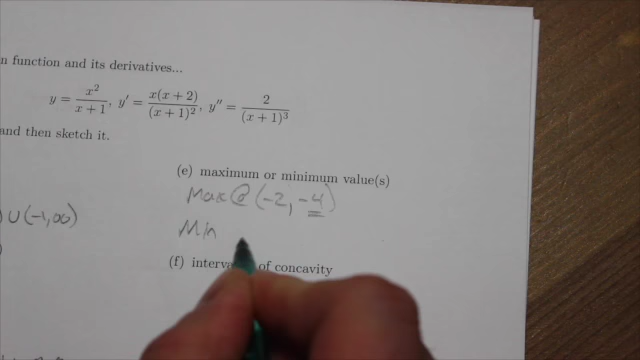 n function and its derivatives...
y = x²/(x + 1), y′ = x(x + 2)/(x + 1)², y″ = 2/(x + 1)³
and then sketch it.
(e) maximum or minimum value(s)
Max @ (-2, -4)
) ∪ (-1, ∞)
Min
(f) interv of concavity